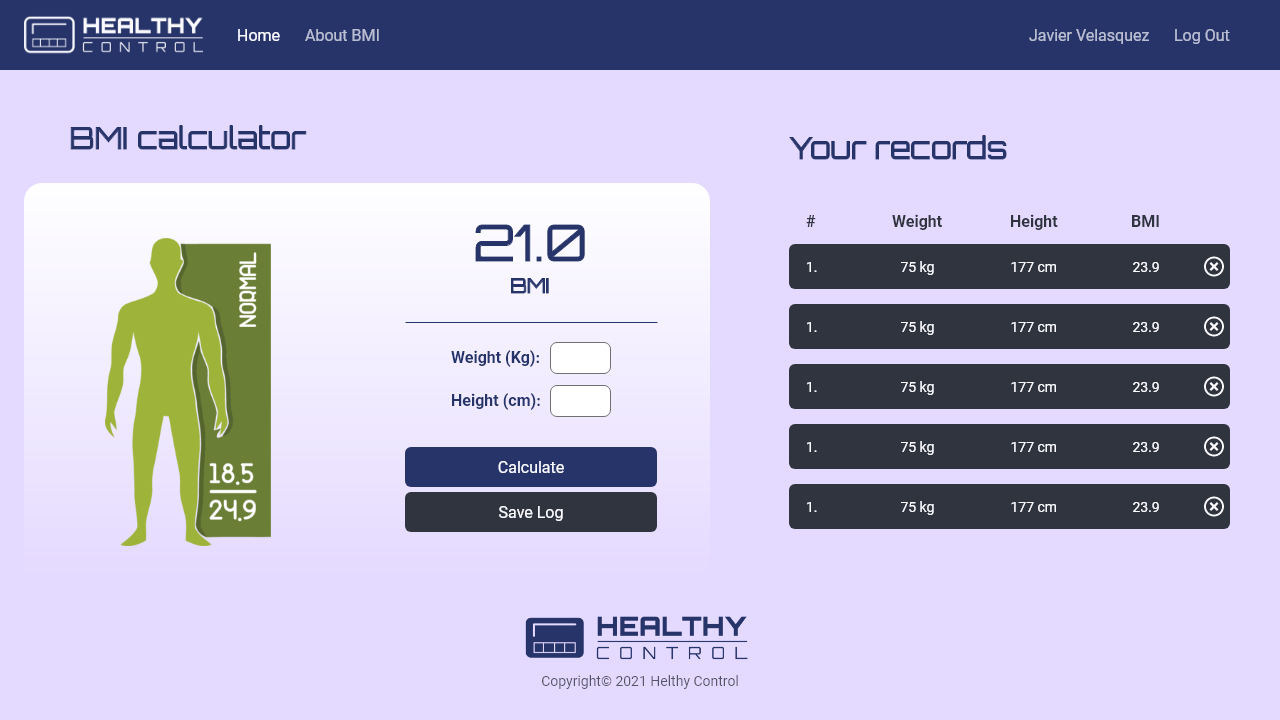 HEALTHY
CONTROL
Home About BMI Javier Velasquez Log Out
BMI calculator
NORMAL
18.5
24.9
21.0
BMI
Weight (Kg):
Height (cm):
Calculate
Save Log
Your records
# Weight Height BMI
1. 75 kg 177 cm 23.9
1. 75 kg 177 cm 23.9
1. 75 kg 177 cm 23.9
1. 75 kg 177 cm 23.9
1. 75 kg 177 cm 23.9
HEALTHY
CONTROL
Copyright© 2021 Helthy Control